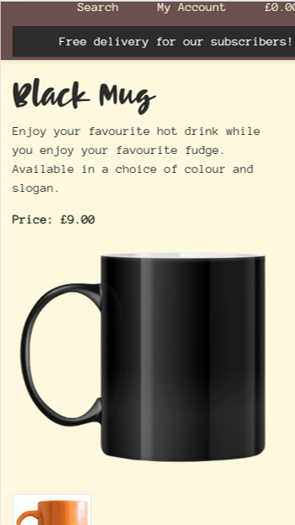 Search My Account £0.00
Free delivery for our subscribers!
Black Mug
Enjoy your favourite hot drink while
you enjoy your favourite fudge.
Available in a choice of colour and
slogan.
Price: £9.00